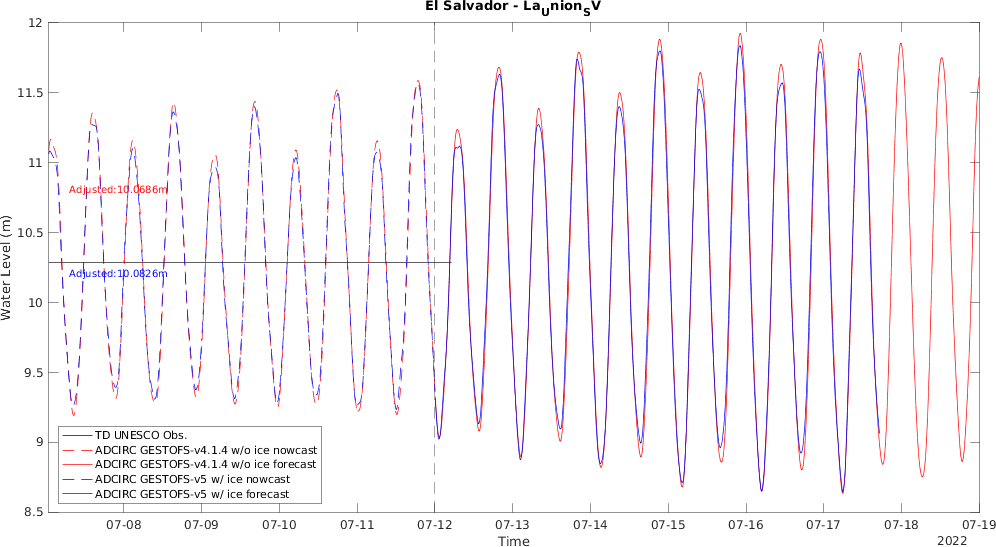 El Salvador - LaUnionSV
12
11.5
11
10.5
10
9.5
9
8.5
Water Level (m)
Adjusted:10.0686m
Adjusted:10.0826m
TD UNESCO Obs.
ADCIRC GESTOFS-v4.1.4 w/o ice nowcast
ADCIRC GESTOFS-v4.1.4 w/o ice forecast
ADCIRC GESTOFS-v5 w/ ice nowcast
ADCIRC GESTOFS-v5 w/ ice forecast
07-08 07-09 07-10 07-11 07-12 07-13 07-14 07-15 07-16 07-17 07-18 07-19
Time
2022